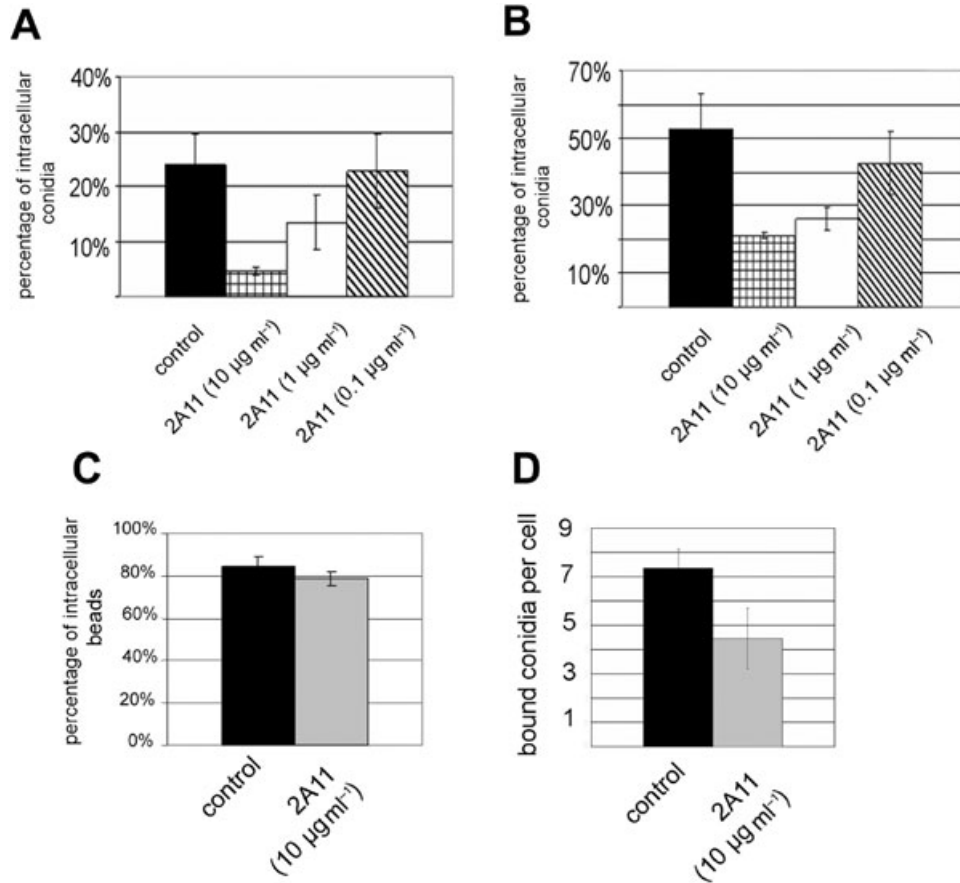 A
percentage of intracellular
conidia
40%
30%
20%
10%
control
2A11 (10 µg ml⁻¹)
2A11 (1 µg ml⁻¹)
2A11 (0.1 µg ml⁻¹)
B
percentage of intracellular
conidia
70%
50%
30%
10%
control
2A11 (10 µg ml⁻¹)
2A11 (1 µg ml⁻¹)
2A11 (0.1 µg ml⁻¹)
C
percentage of intracellular
beads
100%
80%
60%
40%
20%
0%
control
2A11
(10 µg ml⁻¹)
D
bound conidia per cell
9
7
5
3
1
control
2A11
(10 µg ml⁻¹)